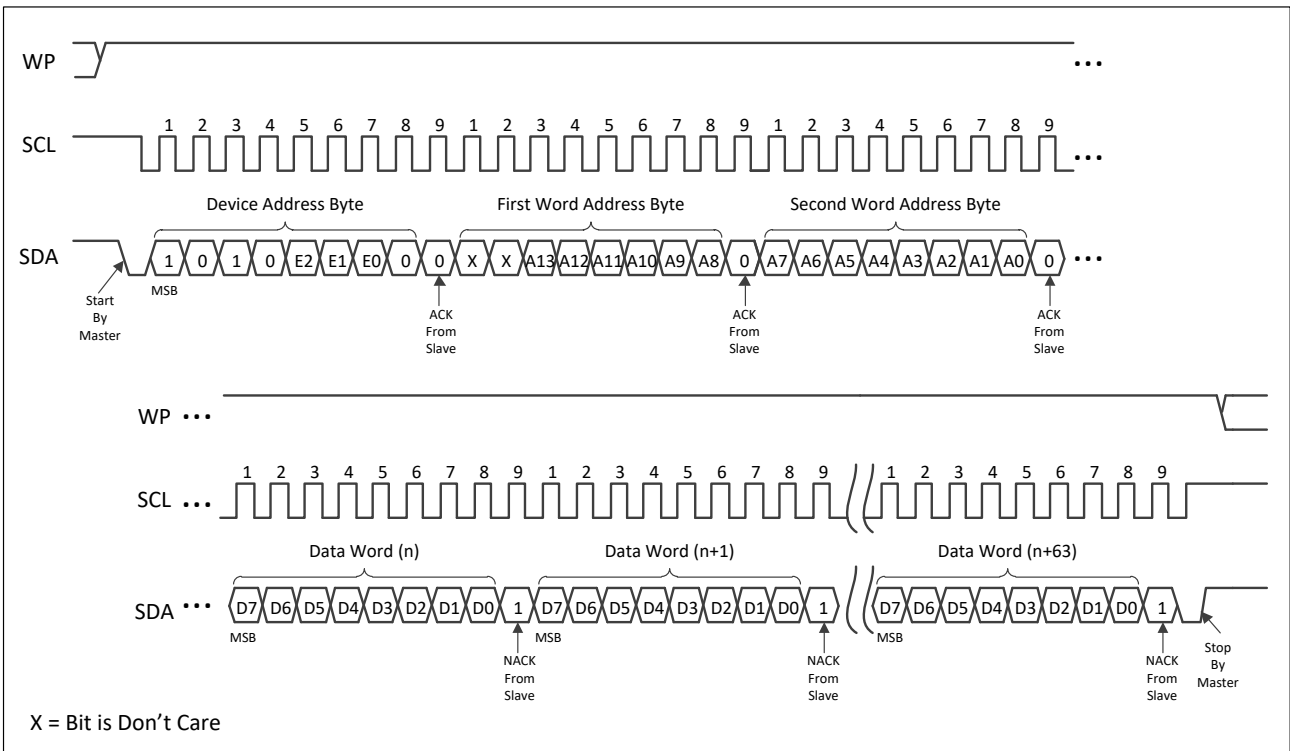 WP
1 2 3 4 5 6 7 8 9 1 2 3 4 5 6 7 8 9 1 2 3 4 5 6 7 8 9
SCL
Device Address Byte First Word Address Byte Second Word Address Byte
SDA 1 0 1 0 E2 E1 E0 0 0 X X A13 A12 A11 A10 A9 A8 0 A7 A6 A5 A4 A3 A2 A1 A0 0
MSB
Start
By
Master
ACK
From
Slave
ACK
From
Slave
ACK
From
Slave
WP
1 2 3 4 5 6 7 8 9 1 2 3 4 5 6 7 8 9 1 2 3 4 5 6 7 8 9
SCL
Data Word (n) Data Word (n+1) Data Word (n+63)
SDA D7 D6 D5 D4 D3 D2 D1 D0 1 D7 D6 D5 D4 D3 D2 D1 D0 1 D7 D6 D5 D4 D3 D2 D1 D0 1
MSB MSB MSB
NACK
From
Slave
NACK
From
Slave
NACK
From
Slave
Stop
By
Master
X = Bit is Don’t Care